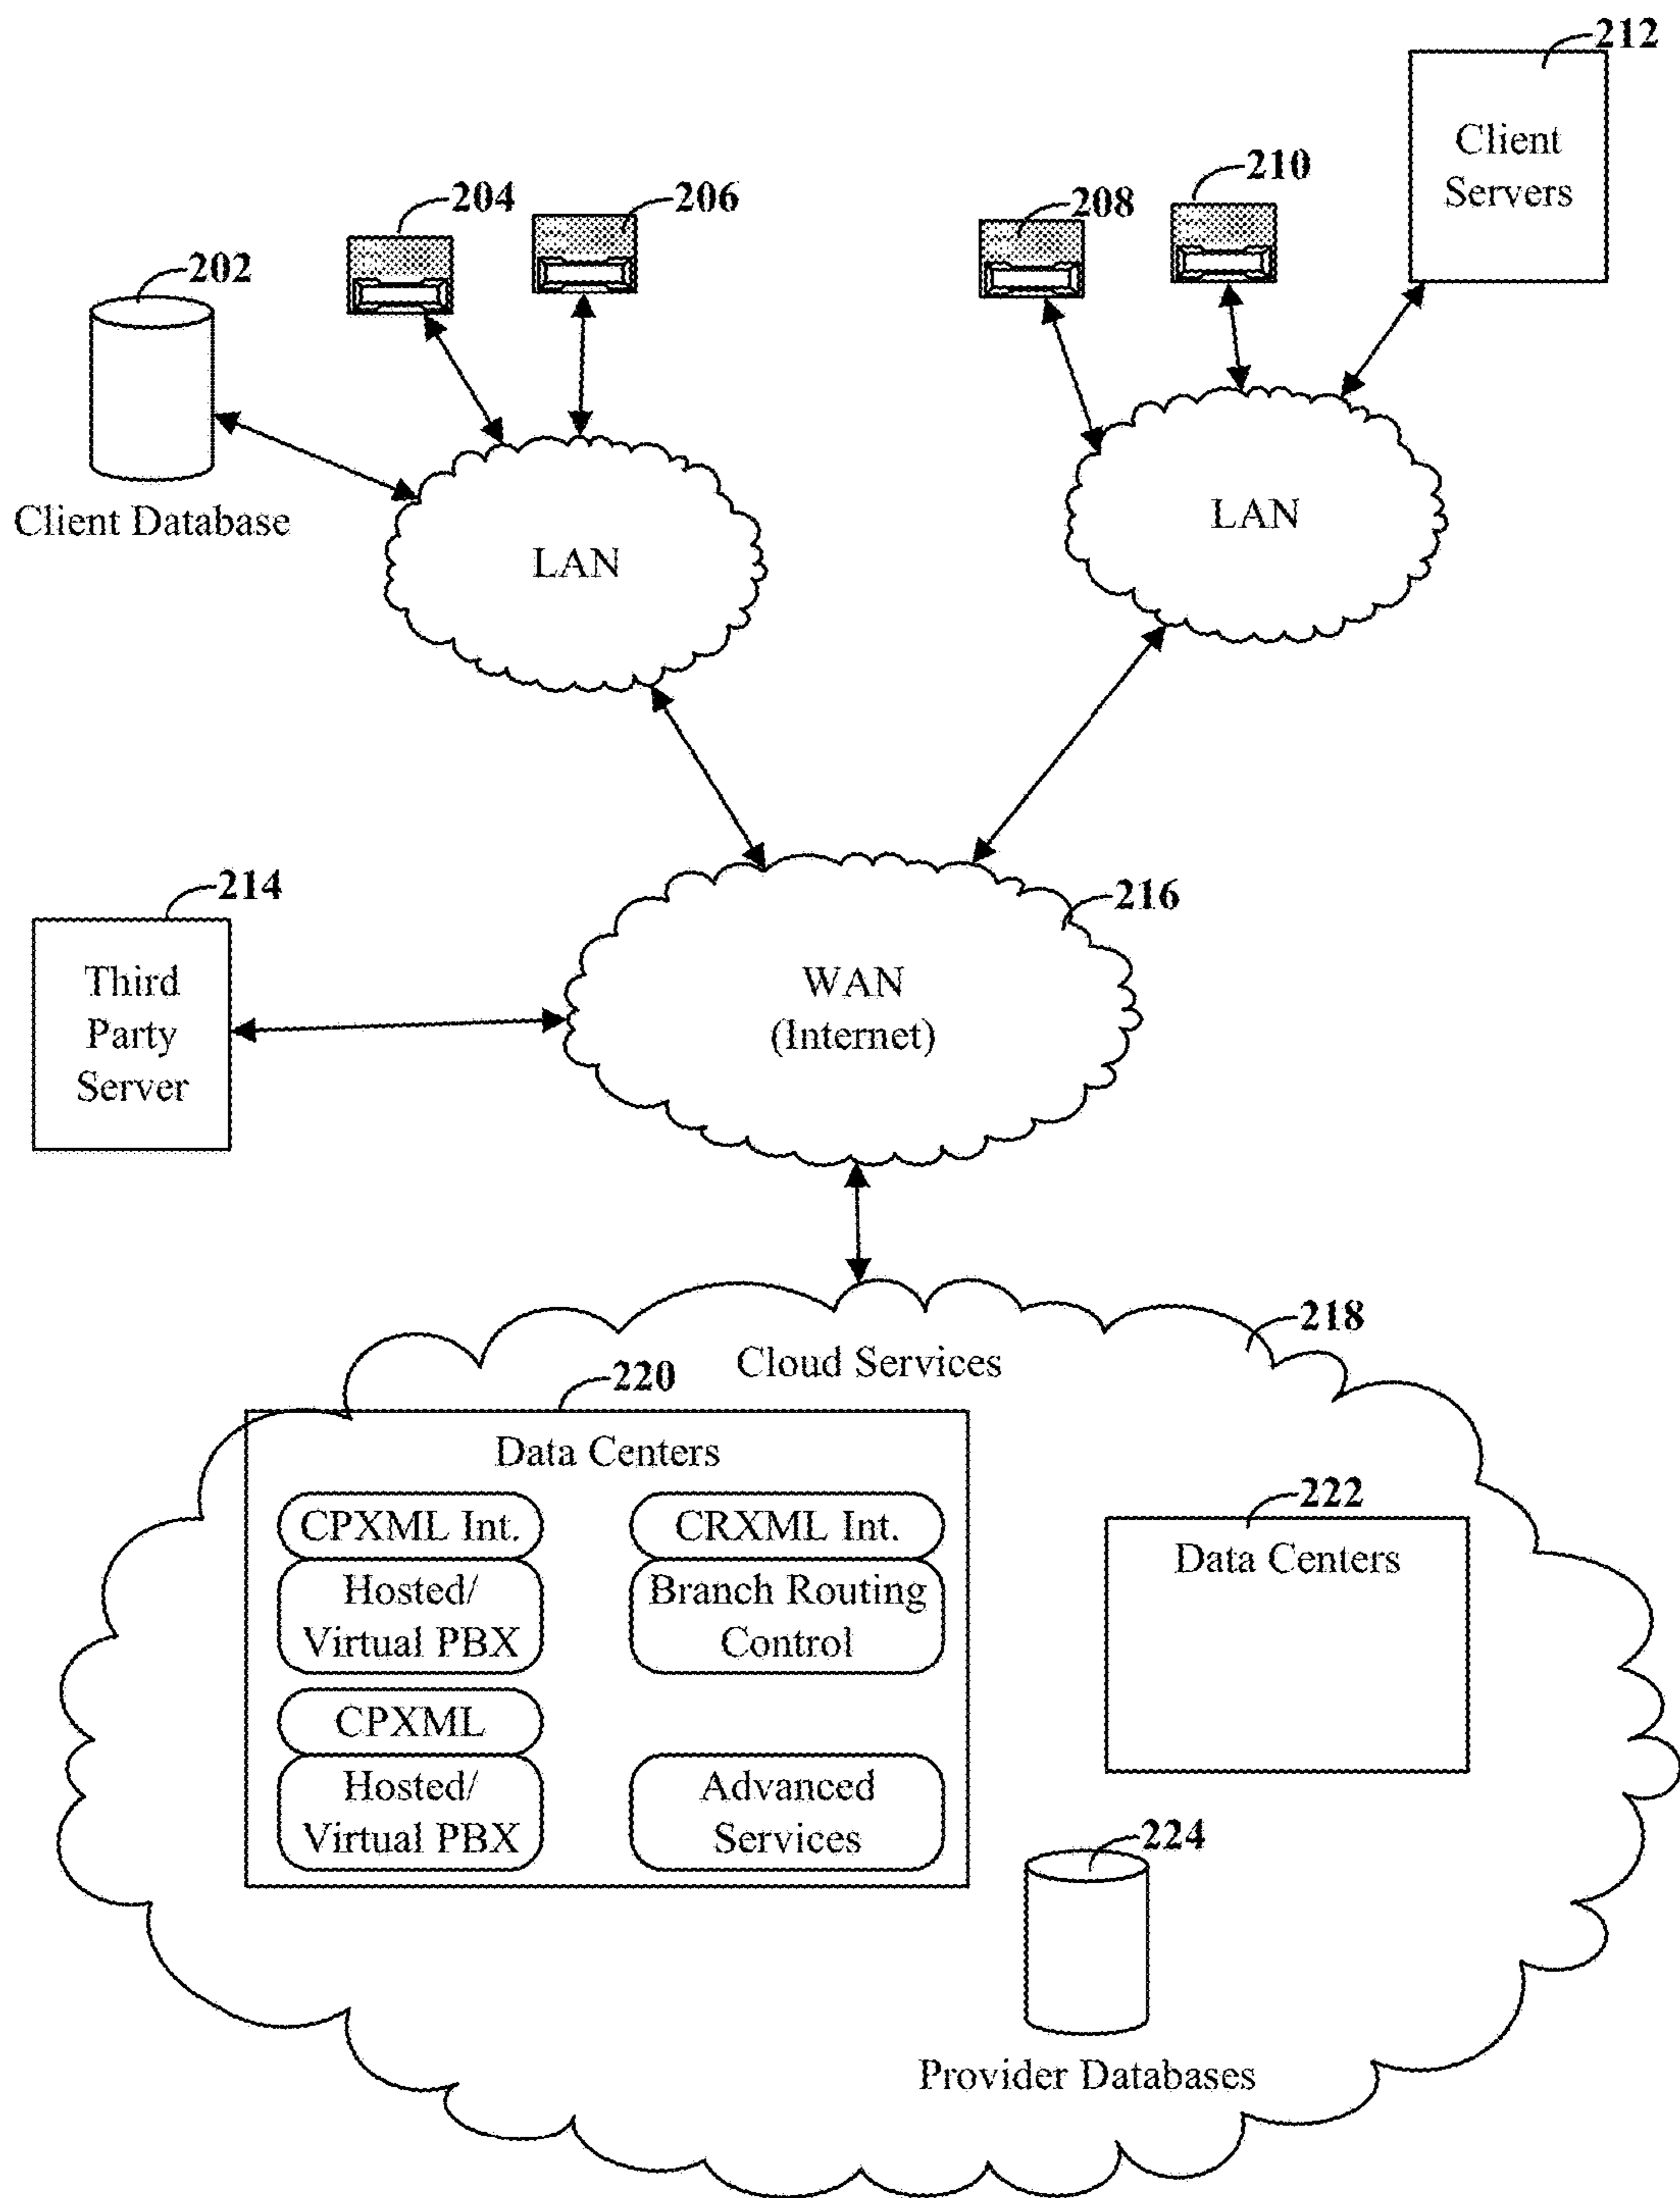 212
Client
Servers
204
206
208
210
202
Client Database
LAN
LAN
214
Third
Party
Server
216
WAN
(Internet)
218
Cloud Services
220
Data Centers
CPXML Int.
Hosted/
Virtual PBX
CPXML
Hosted/
Virtual PBX
CRXML Int.
Branch Routing
Control
Advanced
Services
222
Data Centers
224
Provider Databases